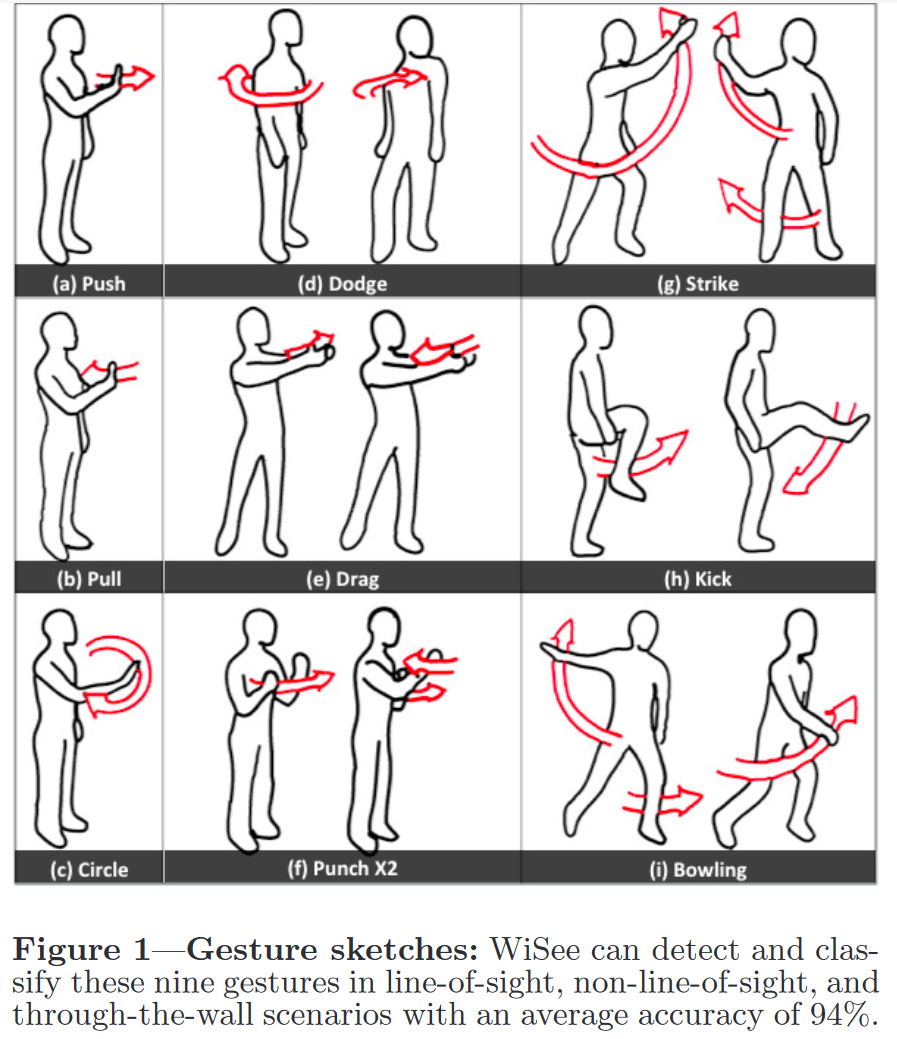 (a) Push
(d) Dodge
(g) Strike
(b) Pull
(e) Drag
(h) Kick
(c) Circle
(f) Punch X2
(i) Bowling
Figure 1—Gesture sketches: WiSee can detect and clas-
sify these nine gestures in line-of-sight, non-line-of-sight, and
through-the-wall scenarios with an average accuracy of 94%.